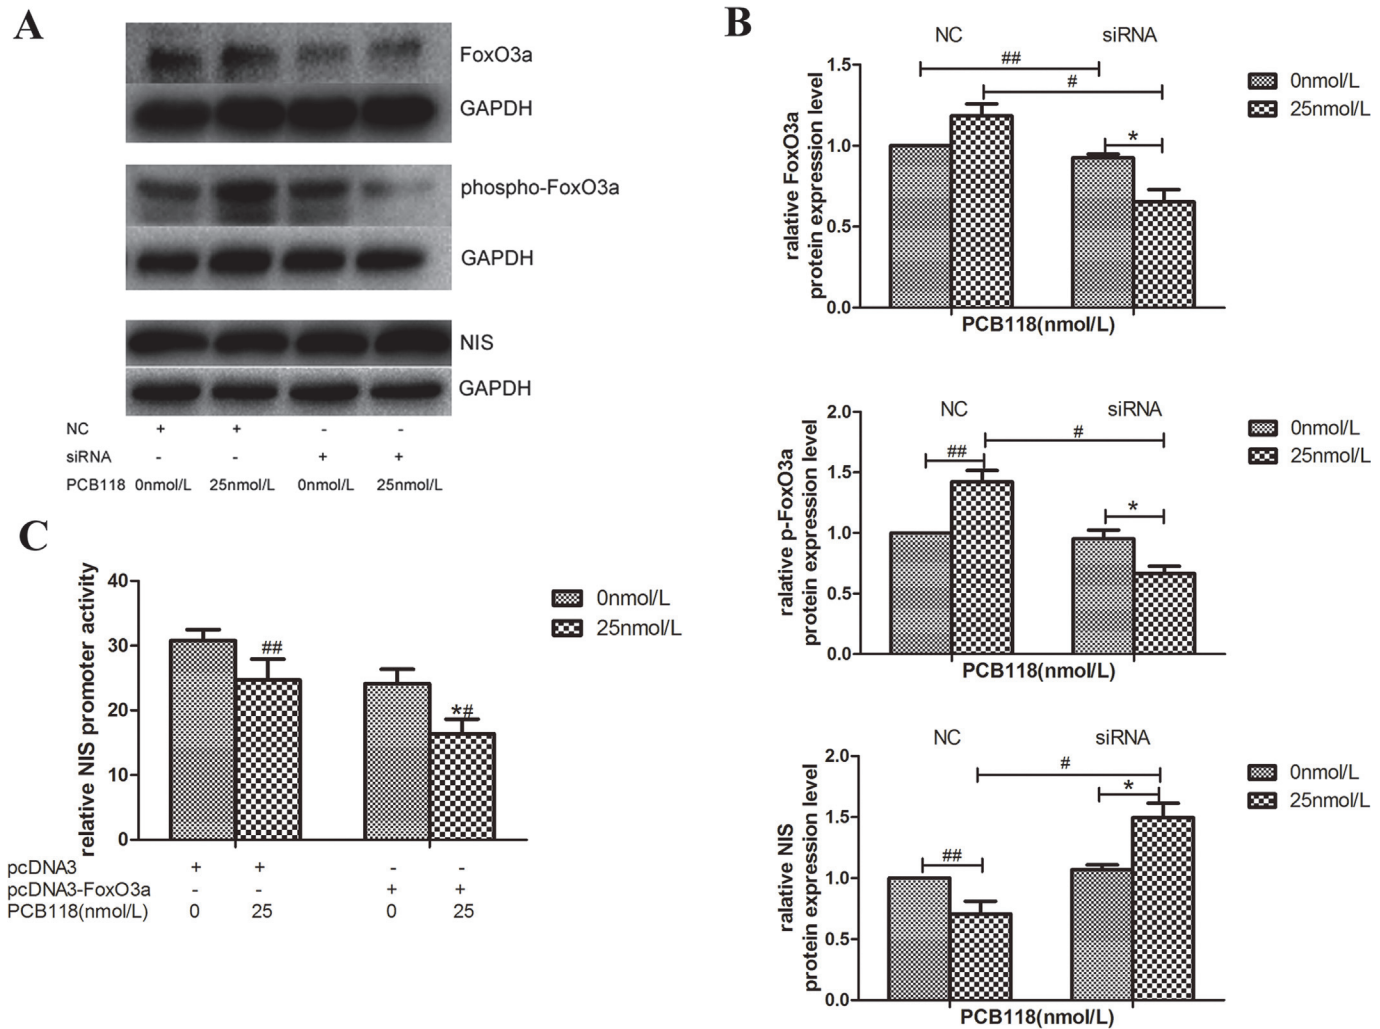 A
FoxO3a
GAPDH
phospho-FoxO3a
GAPDH
NIS
GAPDH
NC + + - -
siRNA - - + +
PCB118 0nmol/L 25nmol/L 0nmol/L 25nmol/L
B
NC siRNA
##
#
*
0nmol/L
25nmol/L
ralative FoxO3a
protein expression level
1.5
1.0
0.5
0.0
PCB118(nmol/L)
NC siRNA
#
##
*
0nmol/L
25nmol/L
ralative p-FoxO3a
protein expression level
2.0
1.5
1.0
0.5
0.0
PCB118(nmol/L)
NC siRNA
#
*
##
0nmol/L
25nmol/L
ralative NIS
protein expression level
2.0
1.5
1.0
0.5
0.0
PCB118(nmol/L)
C
relative NIS promoter activity
40
30
20
10
0
##
*#
0nmol/L
25nmol/L
pcDNA3 + + - -
pcDNA3-FoxO3a - - + +
PCB118(nmol/L) 0 25 0 25